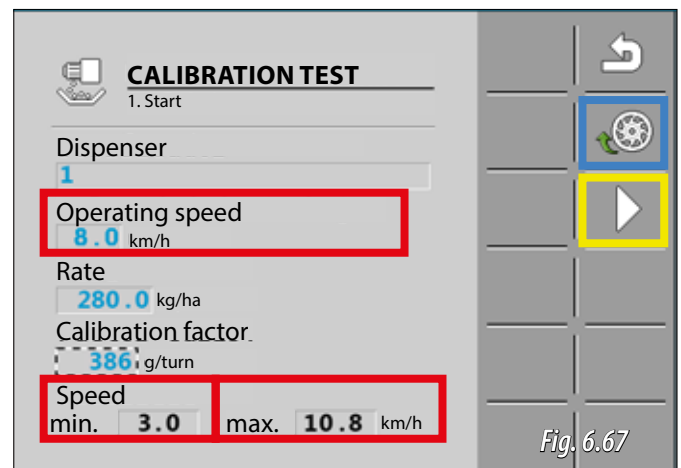 CALIBRATION TEST
1. Start
Dispenser
1
Operating speed
8.0 km/h
Rate
280.0 kg/ha
Calibration factor
386 g/turn
Speed
min. 3.0 max. 10.8 km/h
Fig. 6.67